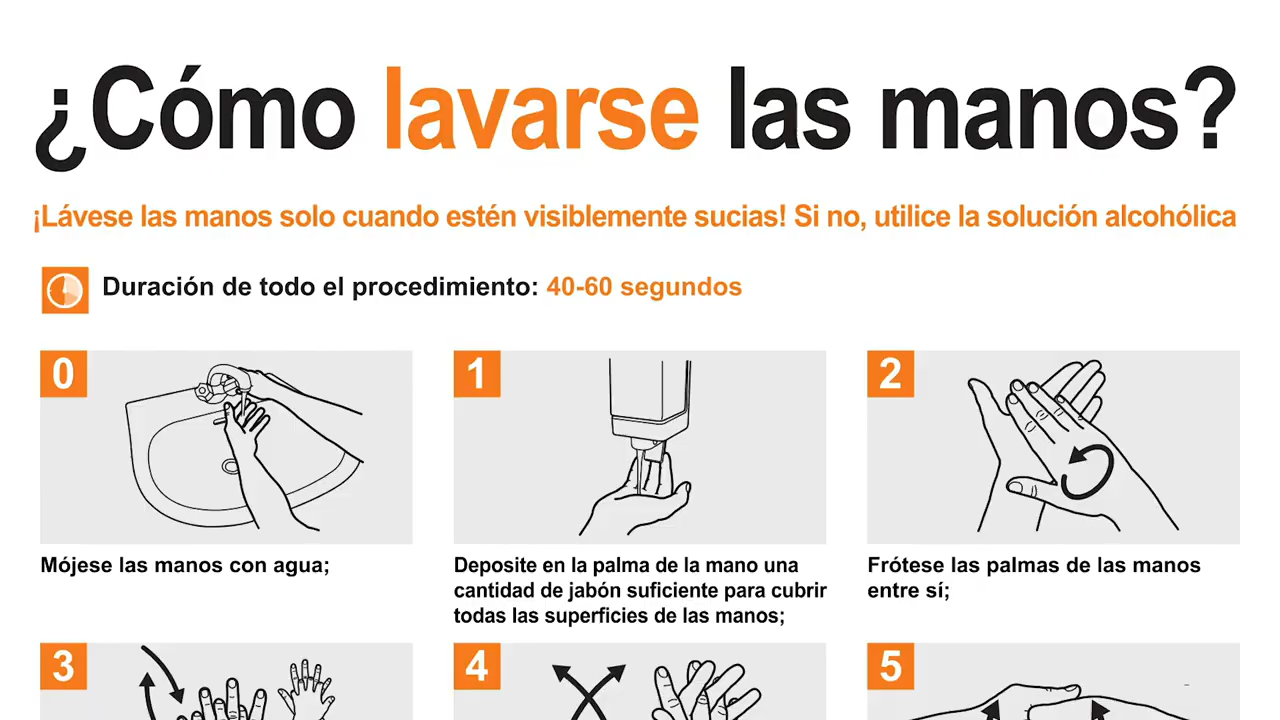 ¿Cómo lavarse las manos?
¡Lávese las manos solo cuando estén visiblemente sucias! Si no, utilice la solución alcohólica
Duración de todo el procedimiento: 40-60 segundos
0
1
2
Mójese las manos con agua;
Deposite en la palma de la mano una
cantidad de jabón suficiente para cubrir
todas las superficies de las manos;
Frótese las palmas de las manos
entre sí;
3
4
5